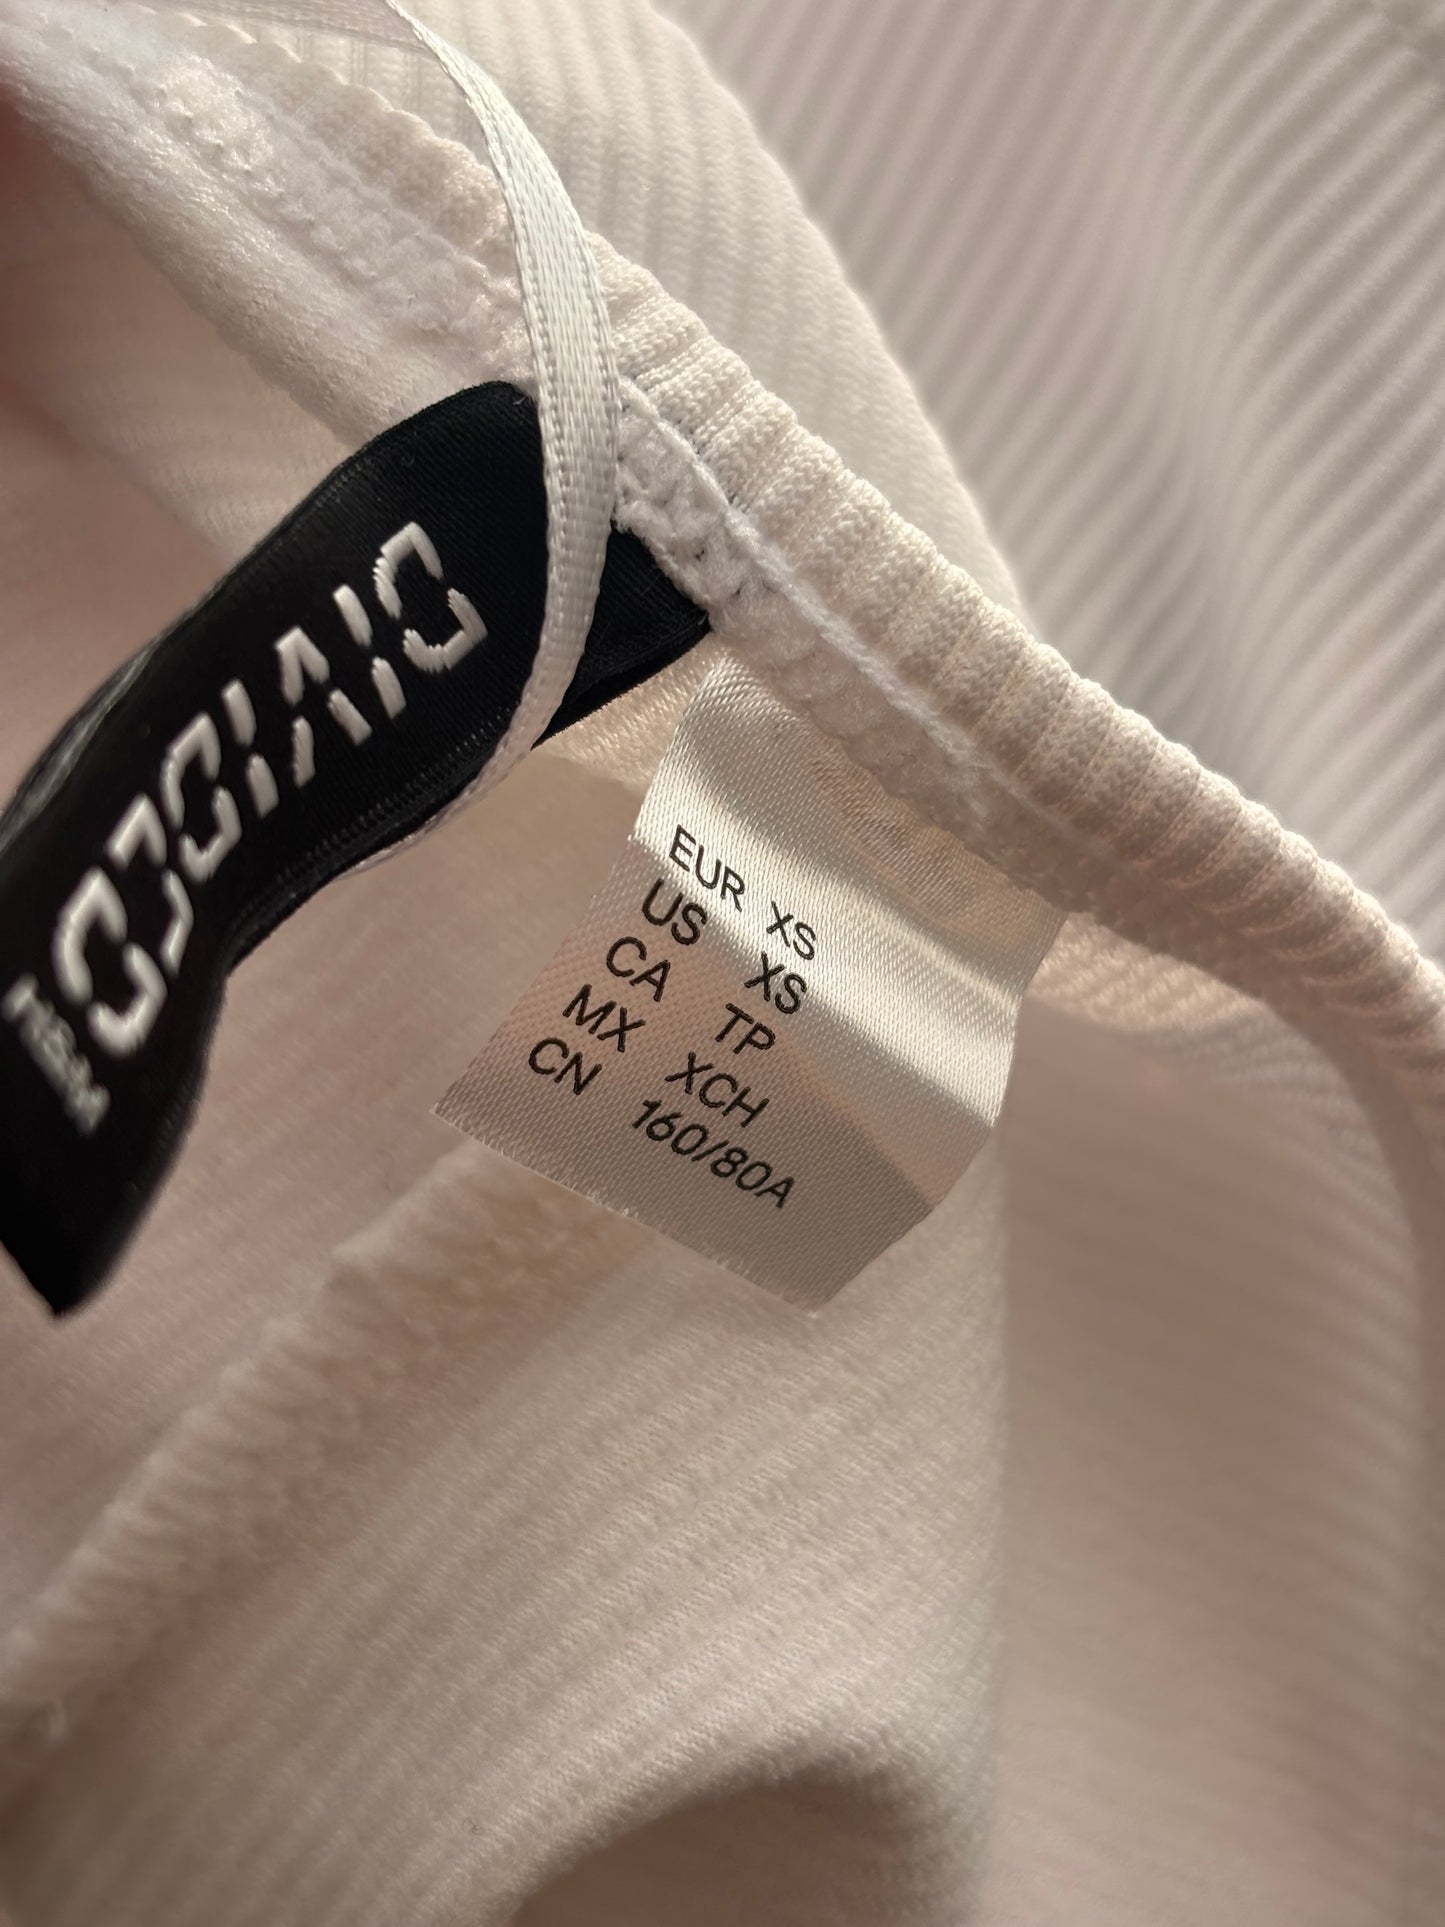 DIVIDED
EUR XS
US XS
CA TP
MX XCH
CN 160/80A